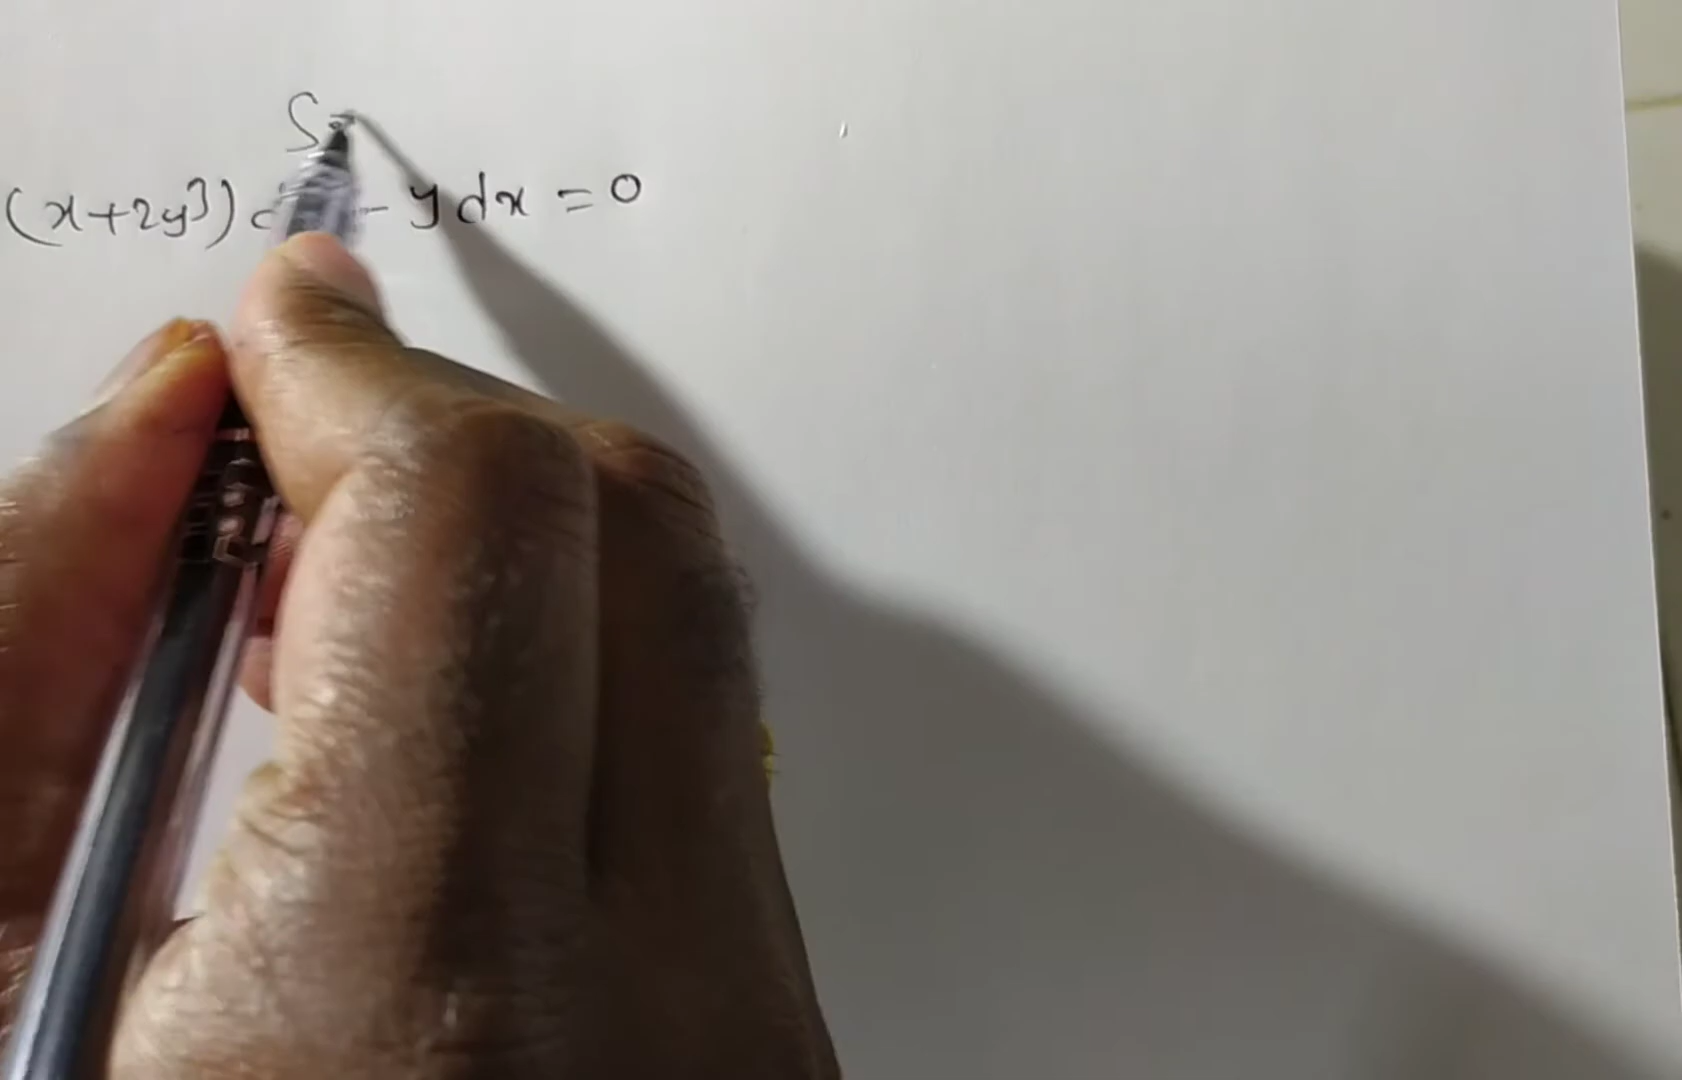 S
(x+2y³) d - y dx = 0